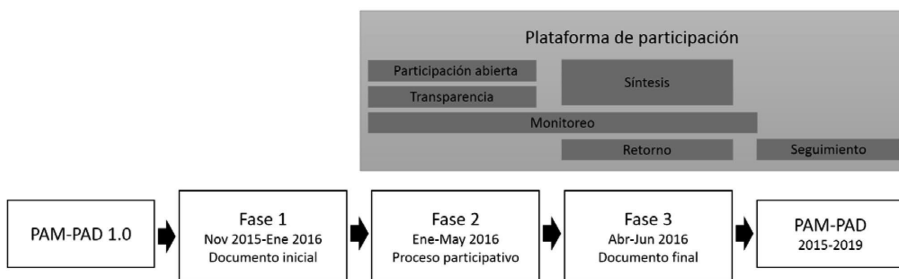 Plataforma de participación
Participación abierta
Síntesis
Transparencia
Monitoreo
Retorno
Seguimiento
PAM-PAD 1.0
Fase 1
Nov 2015-Ene 2016
Documento inicial
Fase 2
Ene-May 2016
Proceso participativo
Fase 3
Abr-Jun 2016
Documento final
PAM-PAD
2015-2019